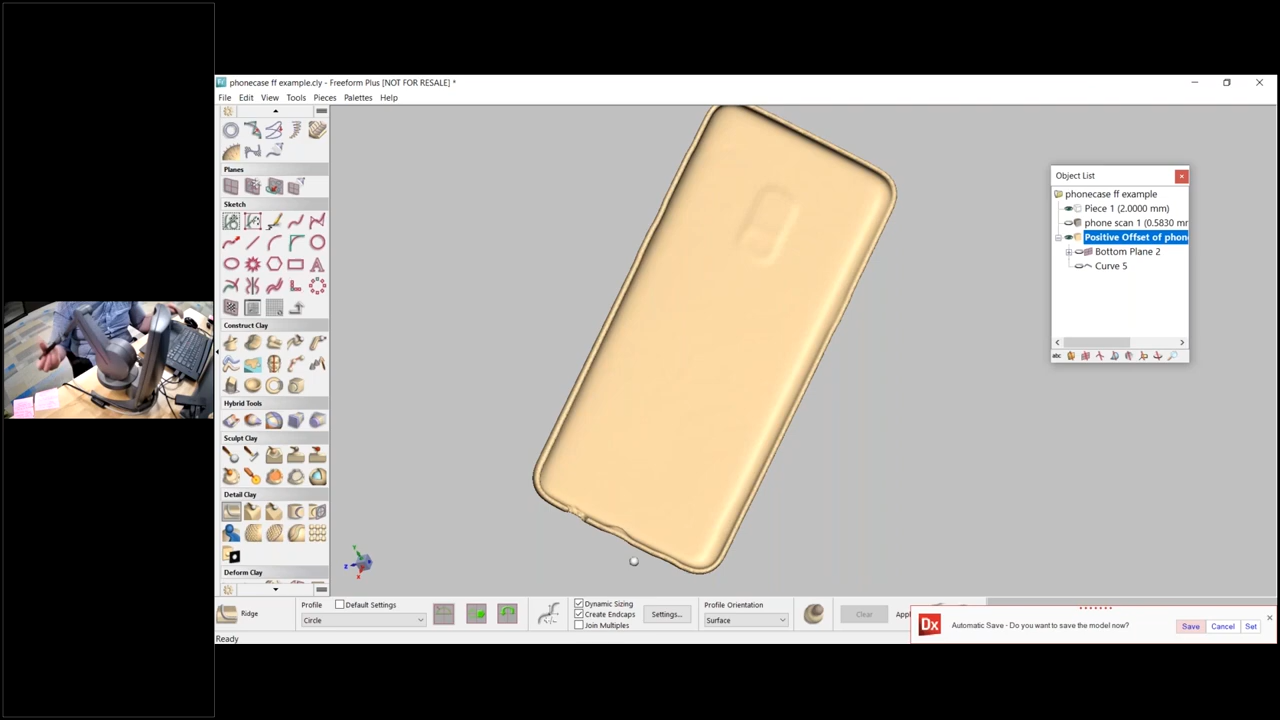 phonecase ff example.cly - Freeform Plus [NOT FOR RESALE] *
File Edit View Tools Pieces Palettes Help
Planes
Sketch
Construct Clay
Hybrid Tools
Sculpt Clay
Detail Clay
Deform Clay
Object List
phonecase ff example
Piece 1 (2.0000 mm)
phone scan 1 (0.5830 mr
Positive Offset of phon
Bottom Plane 2
Curve 5
abc
Ridge
Profile
Default Settings
Circle
Dynamic Sizing
Create Endcaps
Join Multiples
Settings...
Profile Orientation
Surface
Clear
Appl
Ready
Dx
Automatic Save - Do you want to save the model now?
Save Cancel Set